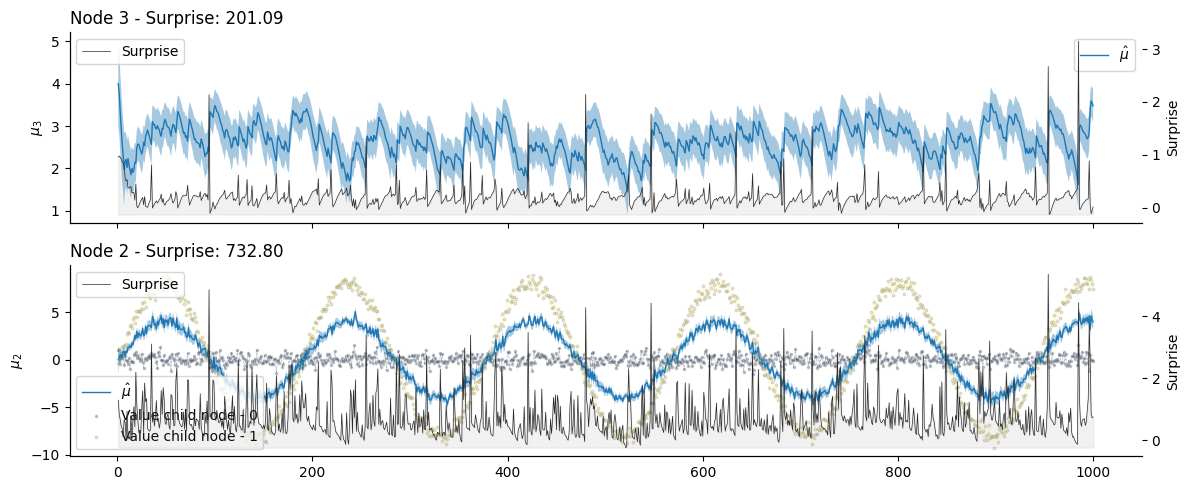 Node 3 - Surprise: 201.09
Surprise
μ̂
5
4
3
2
1
μ₃
3
2
1
0
Surprise
Node 2 - Surprise: 732.80
Surprise
μ̂
Value child node - 0
Value child node - 1
5
0
−5
−10
μ₂
4
2
0
Surprise
0
200
400
600
800
1000